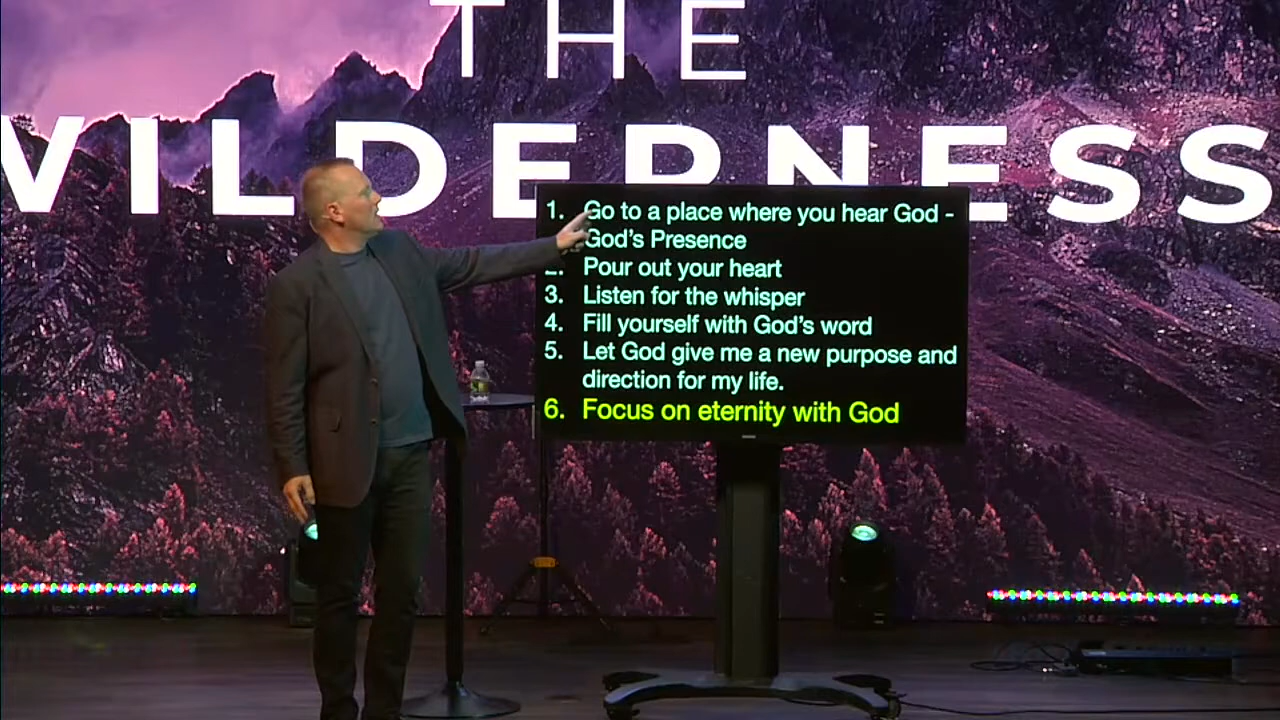 THE
WILDERNESS
1. Go to a place where you hear God -
God's Presence
2. Pour out your heart
3. Listen for the whisper
4. Fill yourself with God's word
5. Let God give me a new purpose and
direction for my life.
6. Focus on eternity with God